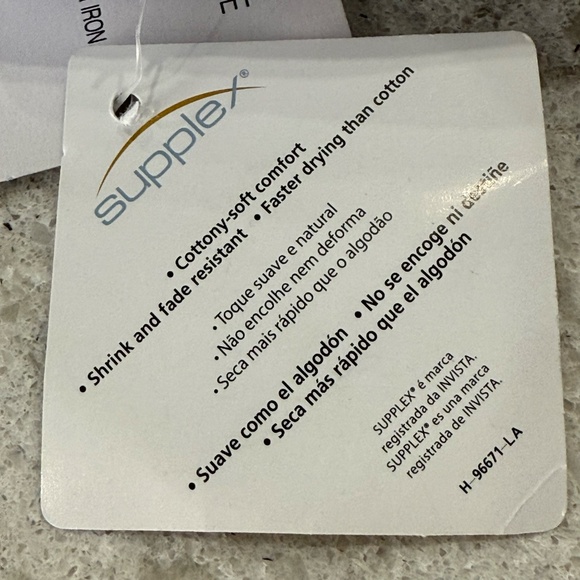 E
IRON
supplex®
• Cottony-soft comfort
• Shrink and fade resistant • Faster drying than cotton
• Toque suave e natural
• Não encolhe nem deforma
• Seca mais rápido que o algodão
• Suave como el algodón • No se encoge ni destiñe
• Seca más rápido que el algodón
SUPPLEX® é marca
registrada da INVISTA.
SUPPLEX® es una marca
registrada de INVISTA.
H-96671-LA